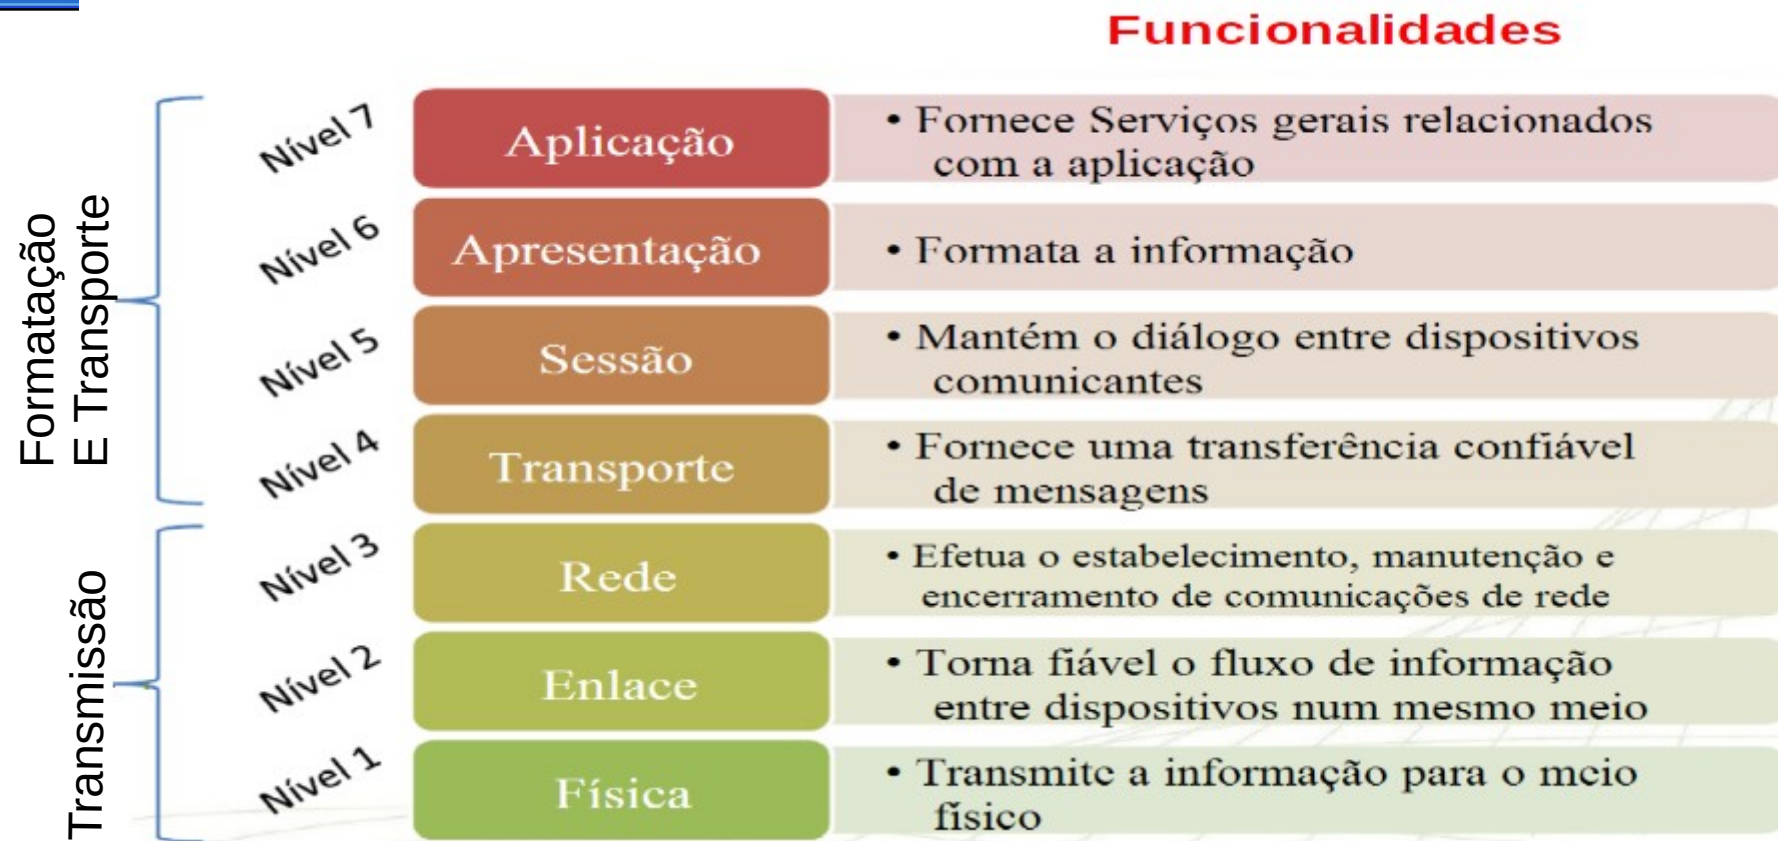 Funcionalidades
Formatação
E Transporte
Nível 7
Aplicação
• Fornece Serviços gerais relacionados
com a aplicação
Nível 6
Apresentação
• Formata a informação
Nível 5
Sessão
• Mantém o diálogo entre dispositivos
comunicantes
Nível 4
Transporte
• Fornece uma transferência confiável
de mensagens
Transmissão
Nível 3
Rede
• Efetua o estabelecimento, manutenção e
encerramento de comunicações de rede
Nível 2
Enlace
• Torna fiável o fluxo de informação
entre dispositivos num mesmo meio
Nível 1
Física
• Transmite a informação para o meio
físico